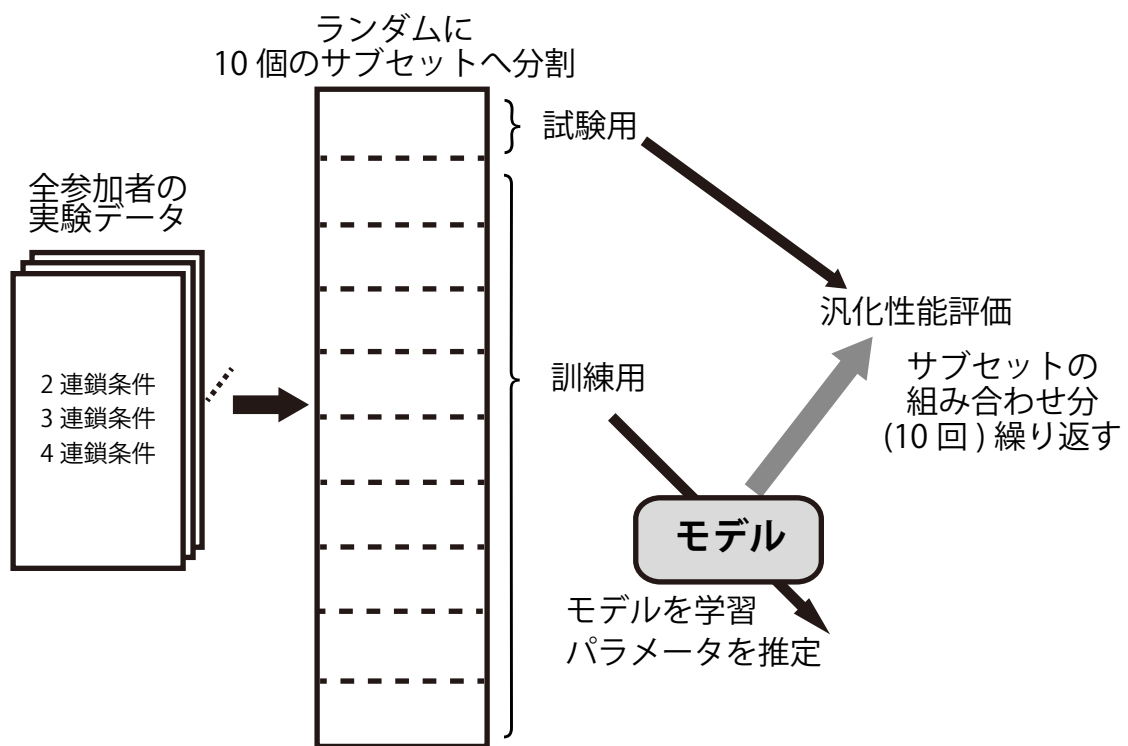 ランダムに
10 個のサブセットへ分割
試験用
全参加者の
実験データ
2 連鎖条件
3 連鎖条件
4 連鎖条件
訓練用
汎化性能評価
サブセットの
組み合わせ分
(10 回 ) 繰り返す
モデル
モデルを学習
パラメータを推定